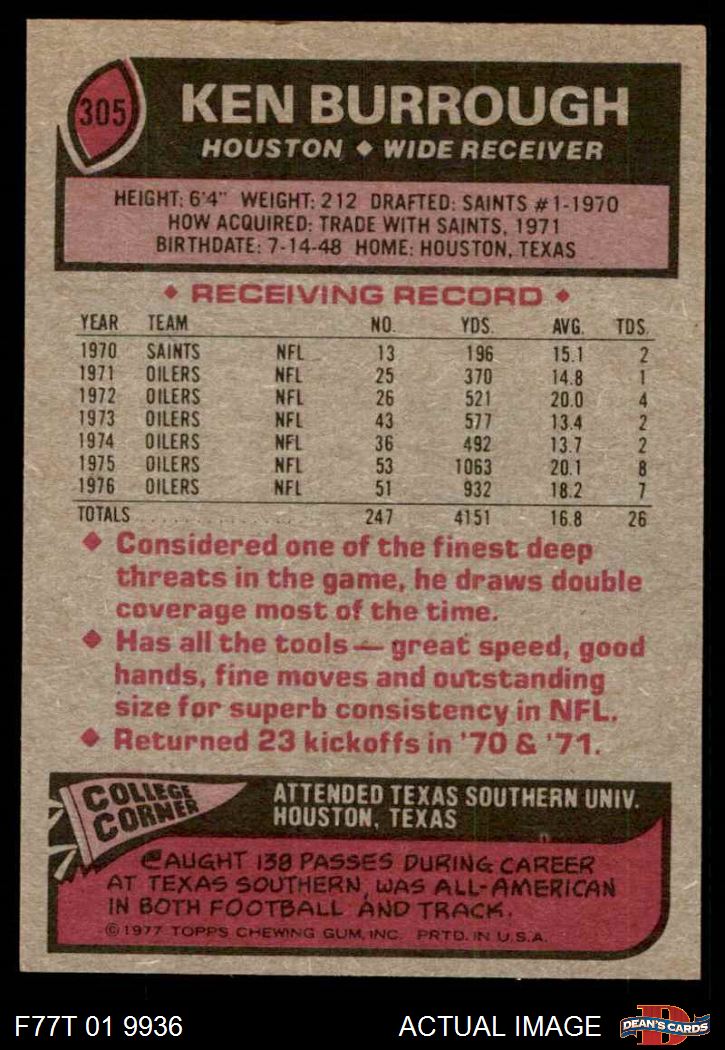 305
KEN BURROUGH
HOUSTON ◆ WIDE RECEIVER
HEIGHT: 6'4" WEIGHT: 212 DRAFTED: SAINTS #1-1970
HOW ACQUIRED: TRADE WITH SAINTS, 1971
BIRTHDATE: 7-14-48 HOME: HOUSTON, TEXAS
◆ RECEIVING RECORD ◆
YEAR TEAM NO. YDS. AVG. TDS.
1970 SAINTS NFL 13 196 15.1 2
1971 OILERS NFL 25 370 14.8 1
1972 OILERS NFL 26 521 20.0 4
1973 OILERS NFL 43 577 13.4 2
1974 OILERS NFL 36 492 13.7 2
1975 OILERS NFL 53 1063 20.1 8
1976 OILERS NFL 51 932 18.2 7
TOTALS 247 4151 16.8 26
◆ Considered one of the finest deep
threats in the game, he draws double
coverage most of the time.
◆ Has all the tools — great speed, good
hands, fine moves and outstanding
size for superb consistency in NFL.
◆ Returned 23 kickoffs in '70 & '71.
COLLEGE
CORNER
ATTENDED TEXAS SOUTHERN UNIV.
HOUSTON, TEXAS
CAUGHT 138 PASSES DURING CAREER
AT TEXAS SOUTHERN, WAS ALL-AMERICAN
IN BOTH FOOTBALL AND TRACK.
©1977 TOPPS CHEWING GUM, INC. PRTD. IN U.S.A.
F77T 01 9936
ACTUAL IMAGE
D
DEAN'S CARDS